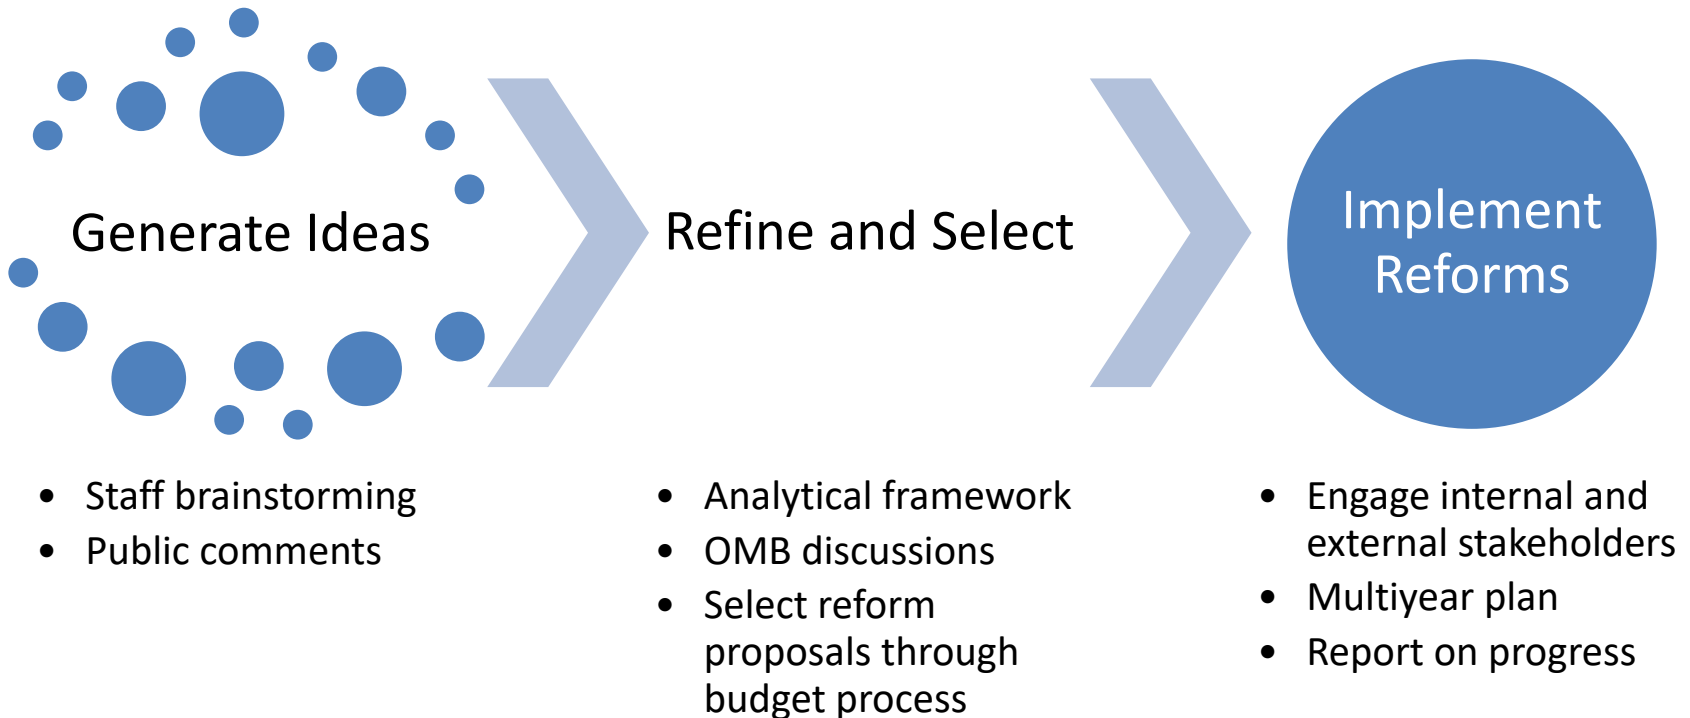 Generate Ideas
Refine and Select
Implement
Reforms
• Staff brainstorming
• Public comments
• Analytical framework
• OMB discussions
• Select reform
proposals through
budget process
• Engage internal and
external stakeholders
• Multiyear plan
• Report on progress